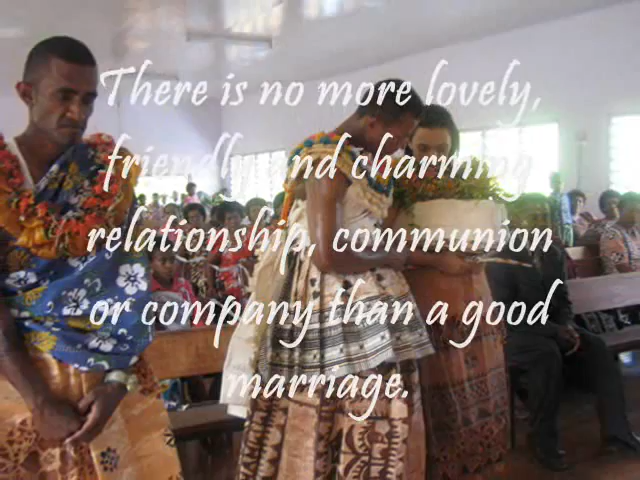 There is no more lovely,
friendly and charming
relationship, communion
or company than a good
marriage.